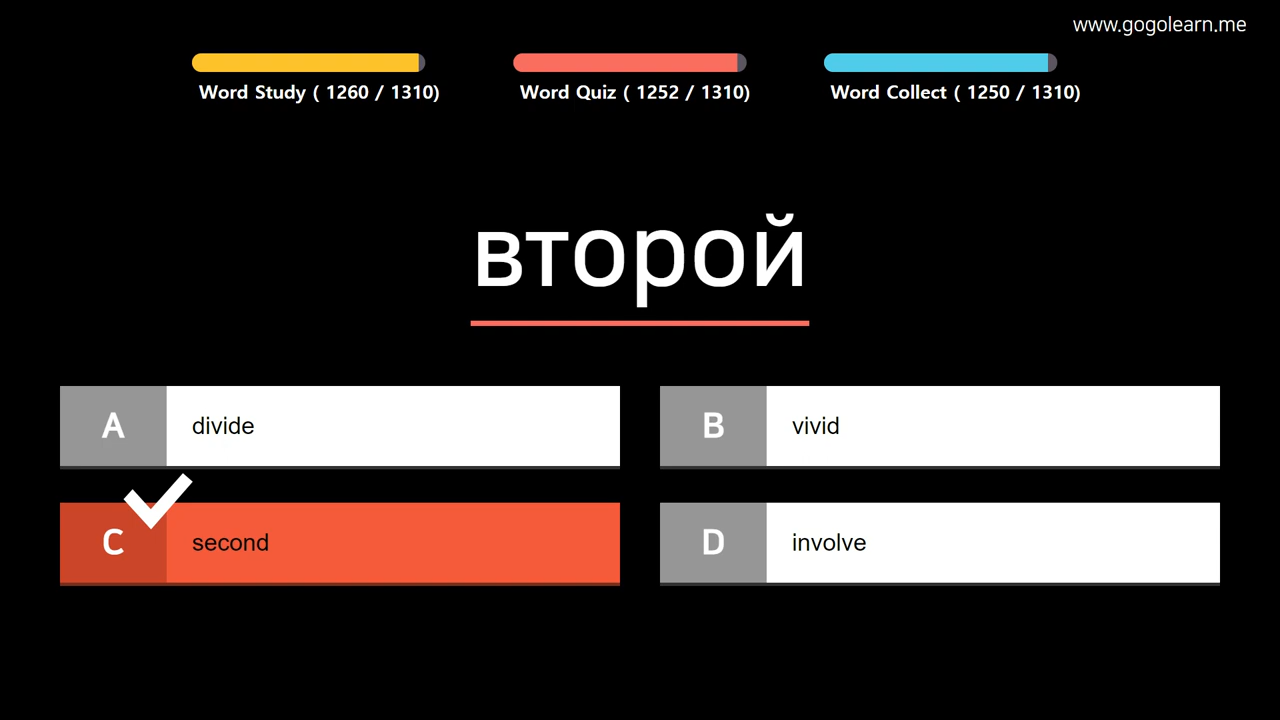 www.gogolearn.me
Word Study ( 1260 / 1310)
Word Quiz ( 1252 / 1310)
Word Collect ( 1250 / 1310)
второй
A divide
B vivid
C second
D involve